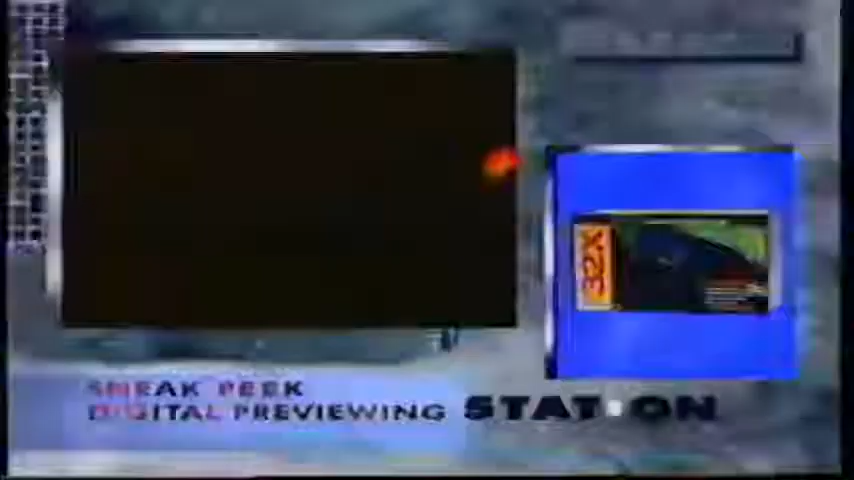 32X
SNEAK PEEK
DIGITAL PREVIEWING STATION